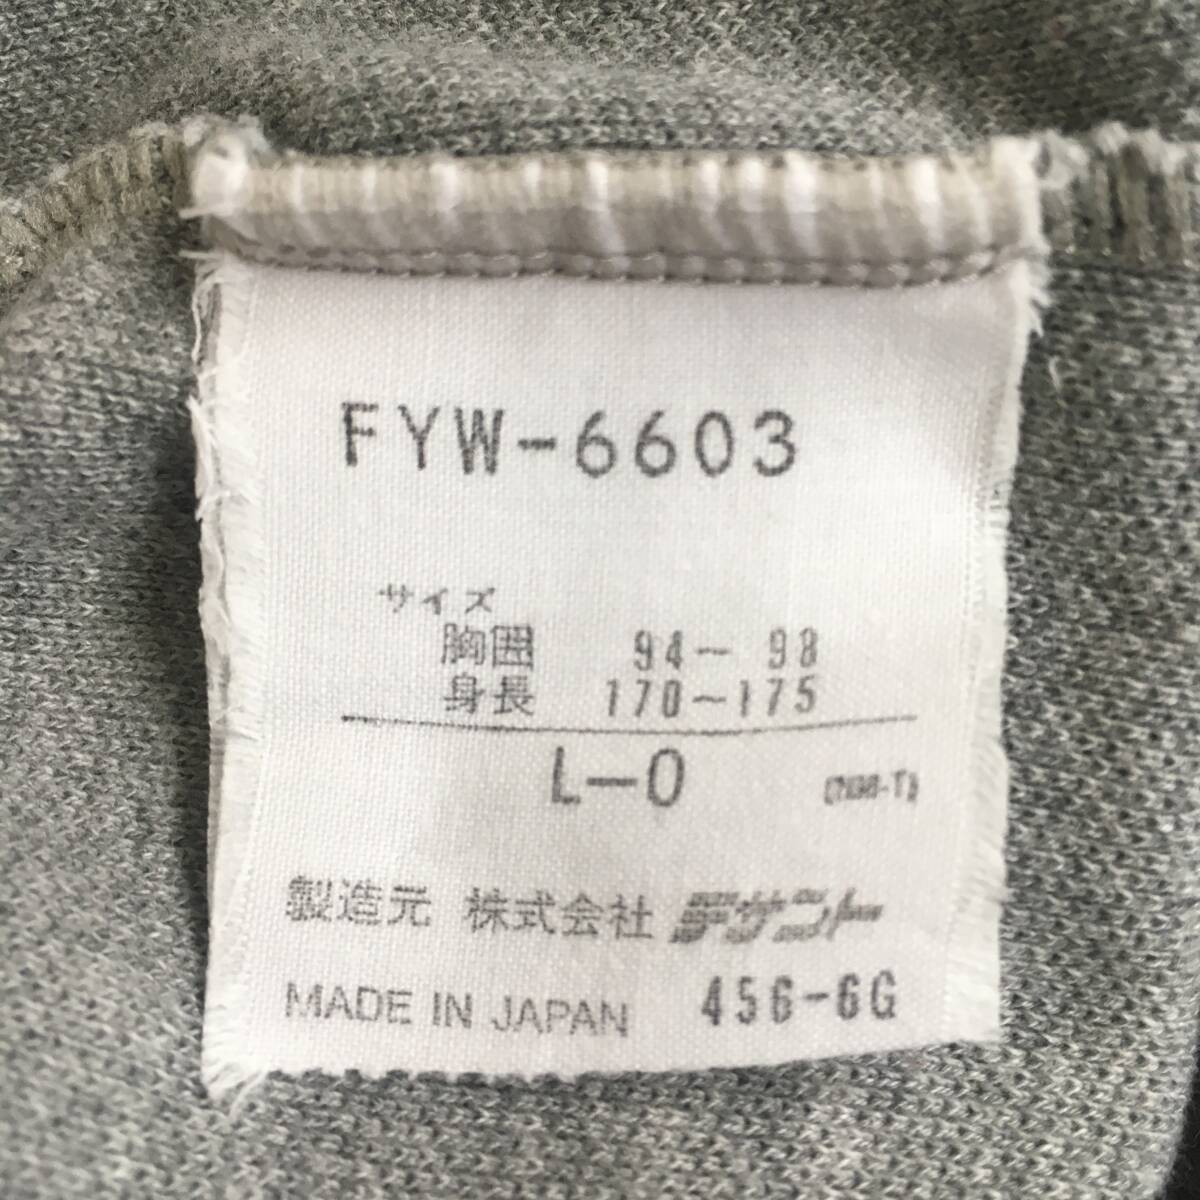 FYW-6603
サイズ
胸囲 94～98
身長 170～175
L-O
製造元 株式会社 デサント
MADE IN JAPAN 456-6G